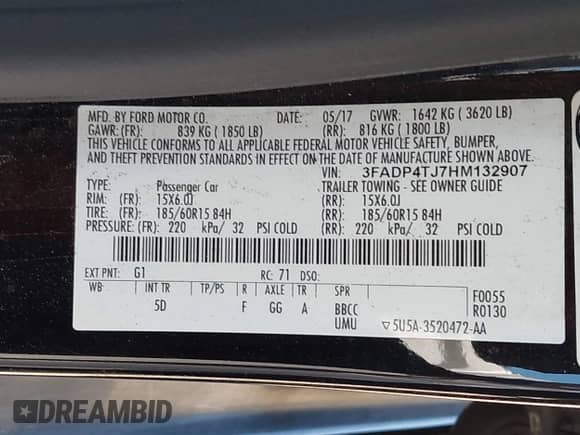 MFD. BY FORD MOTOR CO. DATE: 05/17 GVWR: 1642 KG ( 3620 LB)
GAWR: (FR): 839 KG ( 1850 LB) (RR): 816 KG ( 1800 LB)
THIS VEHICLE CONFORMS TO ALL APPLICABLE FEDERAL MOTOR VEHICLE SAFETY, BUMPER,
AND THEFT PREVENTION STANDARDS IN EFFECT ON THE DATE OF MANUFACTURE SHOWN ABOVE.
VIN: 3FADP4TJ7HM132907
TYPE: Passenger Car TRAILER TOWING - SEE OWNER GUIDE
RIM: (FR): 15X6.0J (RR): 15X6.0J
TIRE: (FR): 185/60R15 84H (RR): 185/60R15 84H
PRESSURE: (FR): 220 kPa/ 32 PSI COLD (RR): 220 kPa/ 32 PSI COLD
EXT PNT: G1 RC: 71 DSO:
WB INT TR TP/PS R AXLE TR SPR F0055
5D F GG A BBCC R0130
UMU ▽5U5A-3520472-AA
DREAMBID